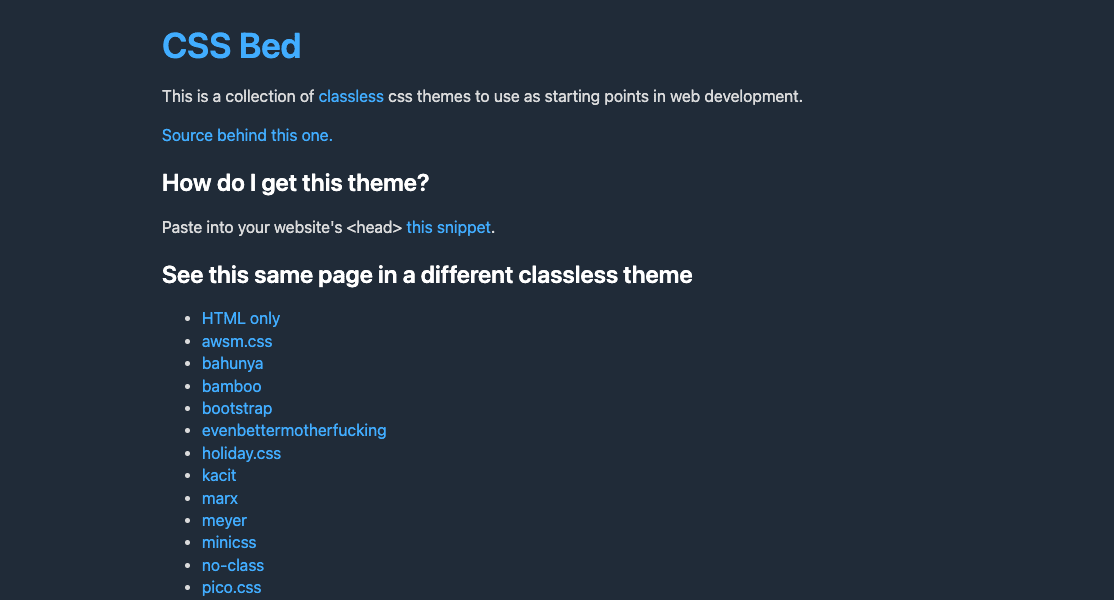 CSS Bed
This is a collection of classless css themes to use as starting points in web development.
Source behind this one.
How do I get this theme?
Paste into your website's <head> this snippet.
See this same page in a different classless theme
HTML only
awsm.css
bahunya
bamboo
bootstrap
evenbettermotherfucking
holiday.css
kacit
marx
meyer
minicss
no-class
pico.css